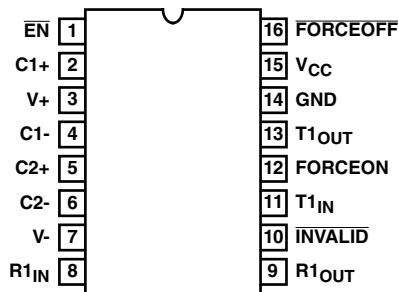 EN 1 16 FORCEOFF
C1+ 2 15 VCC
V+ 3 14 GND
C1- 4 13 T1OUT
C2+ 5 12 FORCEON
C2- 6 11 T1IN
V- 7 10 INVALID
R1IN 8 9 R1OUT